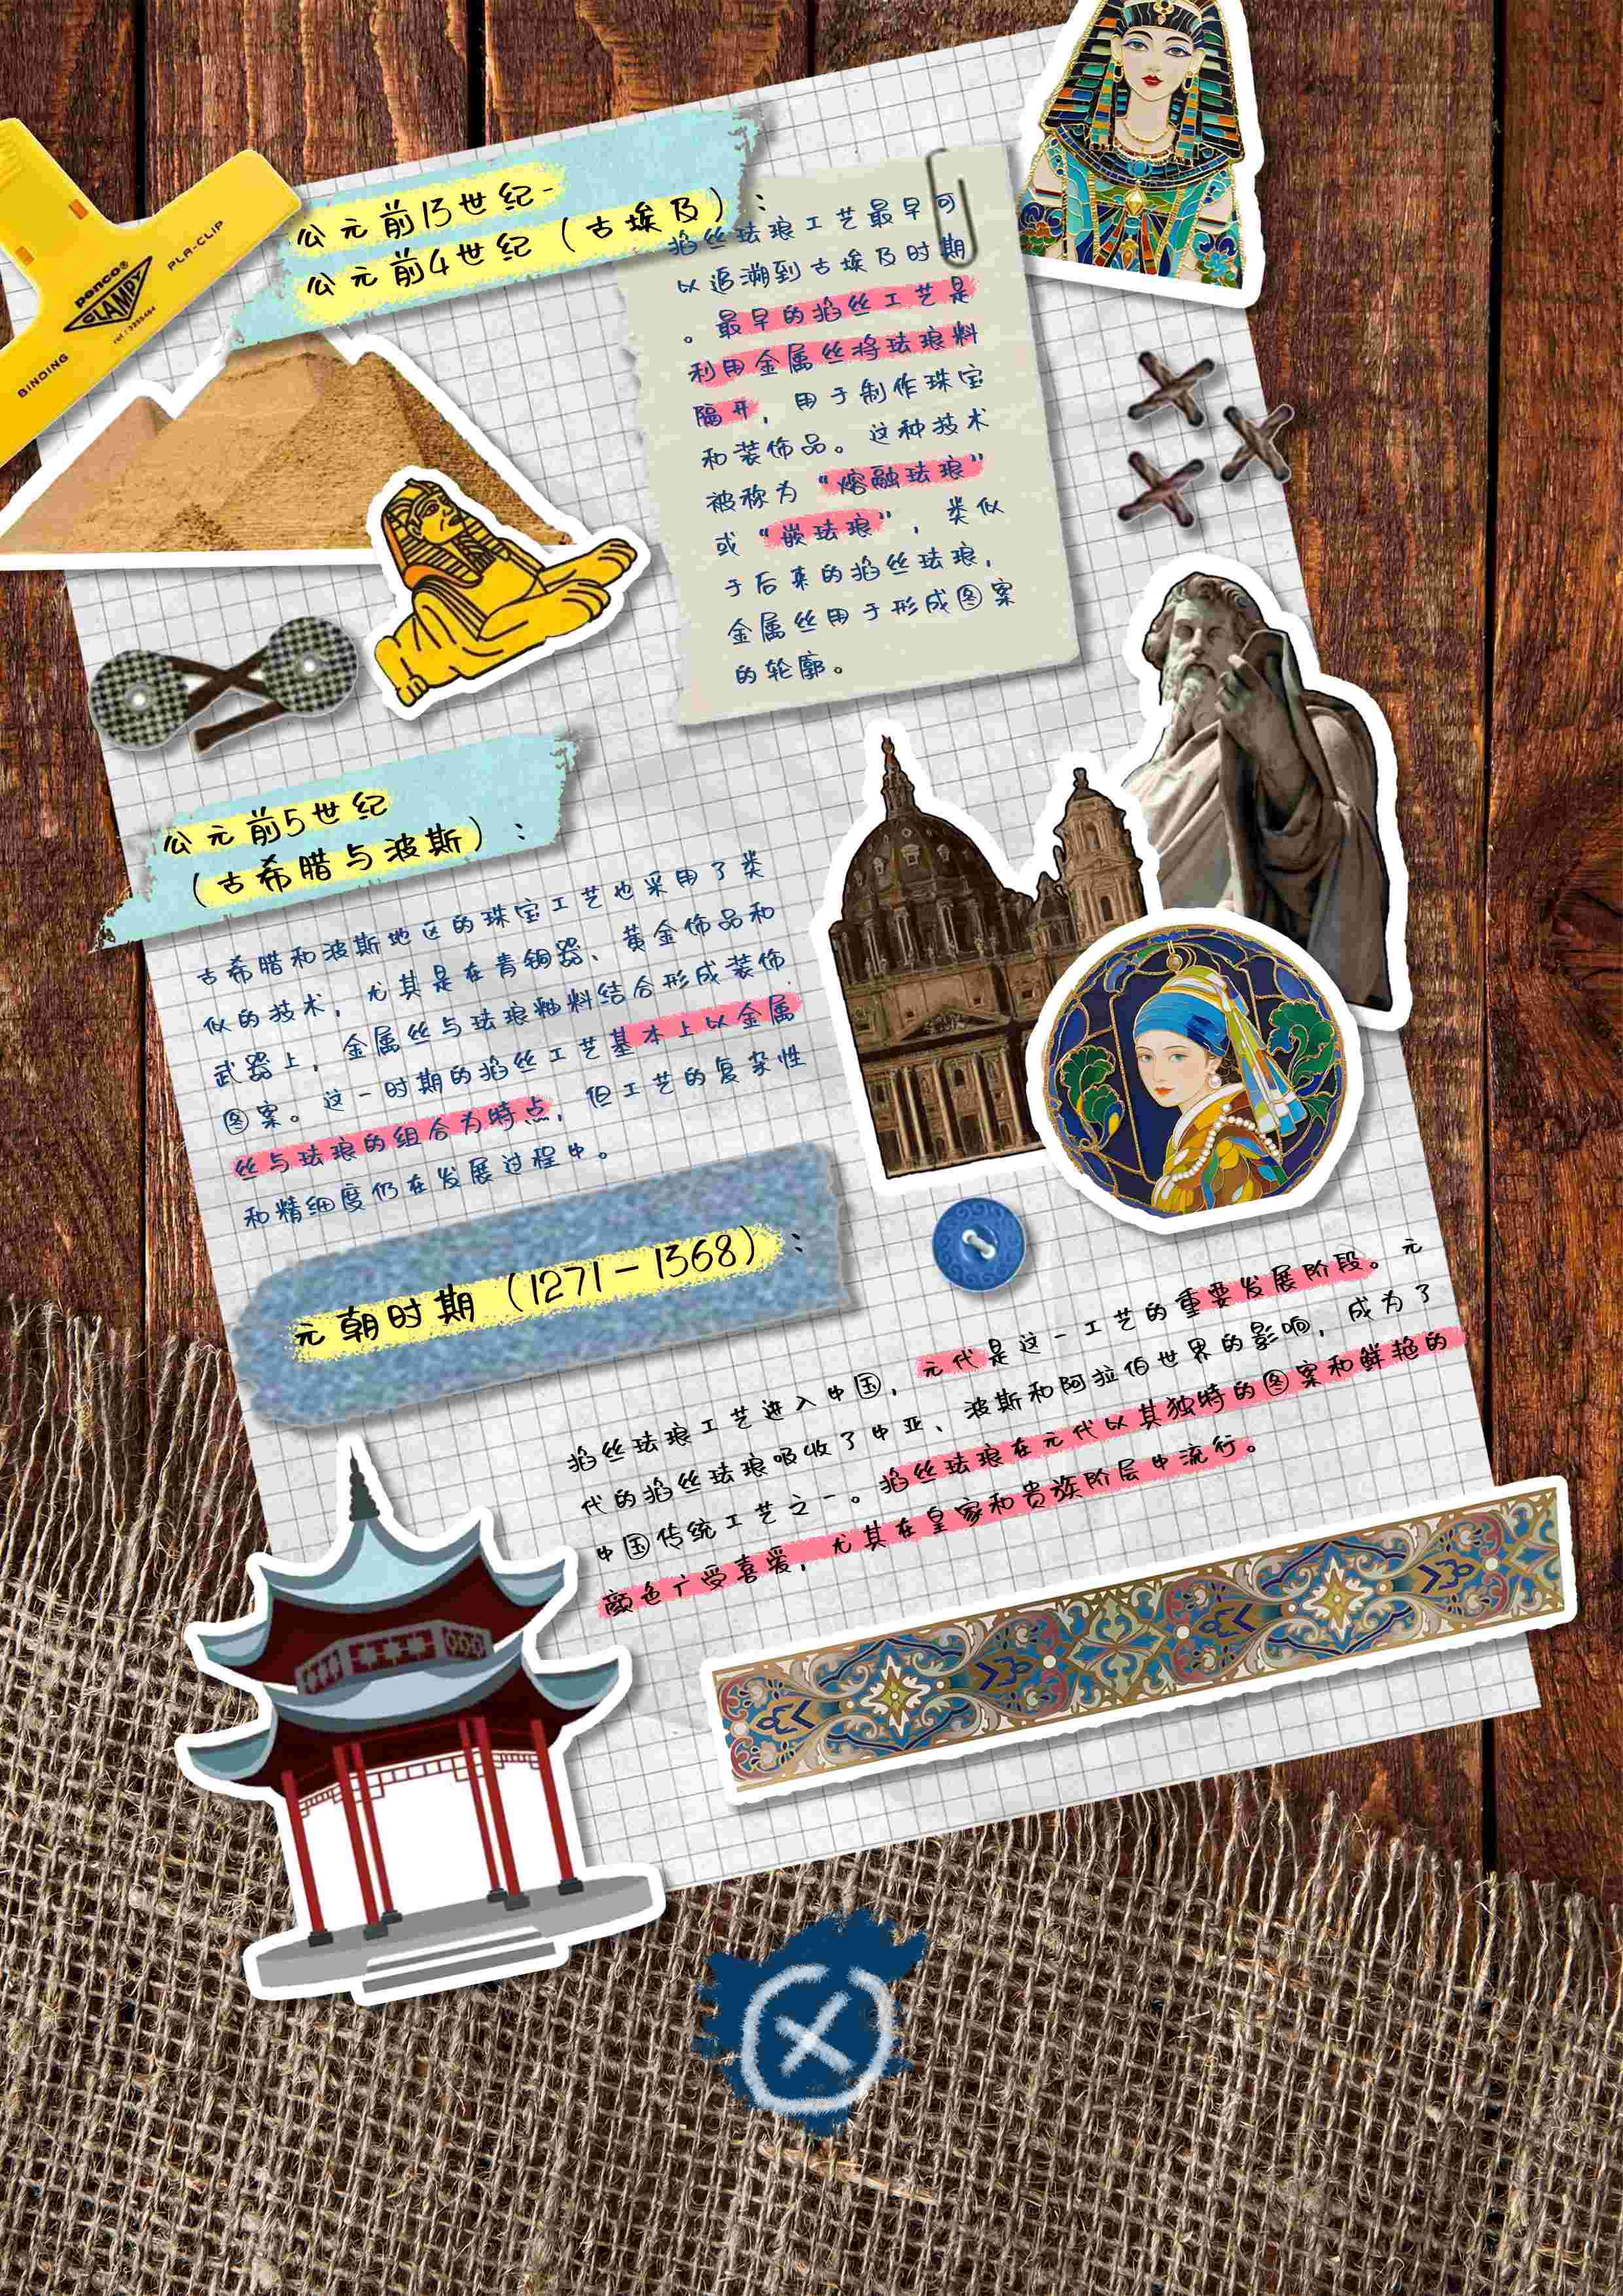 公元前13世纪-
公元前4世纪（古埃及）：
掐丝珐琅工艺最早可
以追溯到古埃及时期
。最早的掐丝工艺是
利用金属丝将珐琅料
隔开，用于制作珠宝
和装饰品。这种技术
被称为“熔融珐琅”
或“嵌珐琅”，类似
于后来的掐丝珐琅，
金属丝用于形成图案
的轮廓。
penco®
CLAMPY
PLA-CLIP
BINDING
公元前5世纪
（古希腊与波斯）：
古希腊和波斯地区的珠宝工艺也采用了类
似的技术，尤其是在青铜器、黄金饰品和
武器上，金属丝与珐琅釉料结合形成装饰
图案。这一时期的掐丝工艺基本上以金属
丝与珐琅的组合为特点，但工艺的复杂性
和精细度仍在发展过程中。
元朝时期（1271-1368）：
掐丝珐琅工艺进入中国，元代是这一工艺的重要发展阶段。元
代的掐丝珐琅吸收了中亚、波斯和阿拉伯世界的影响，成为了
中国传统工艺之一。掐丝珐琅在元代以其独特的图案和鲜艳的
颜色广受喜爱，尤其在皇家和贵族阶层中流行。